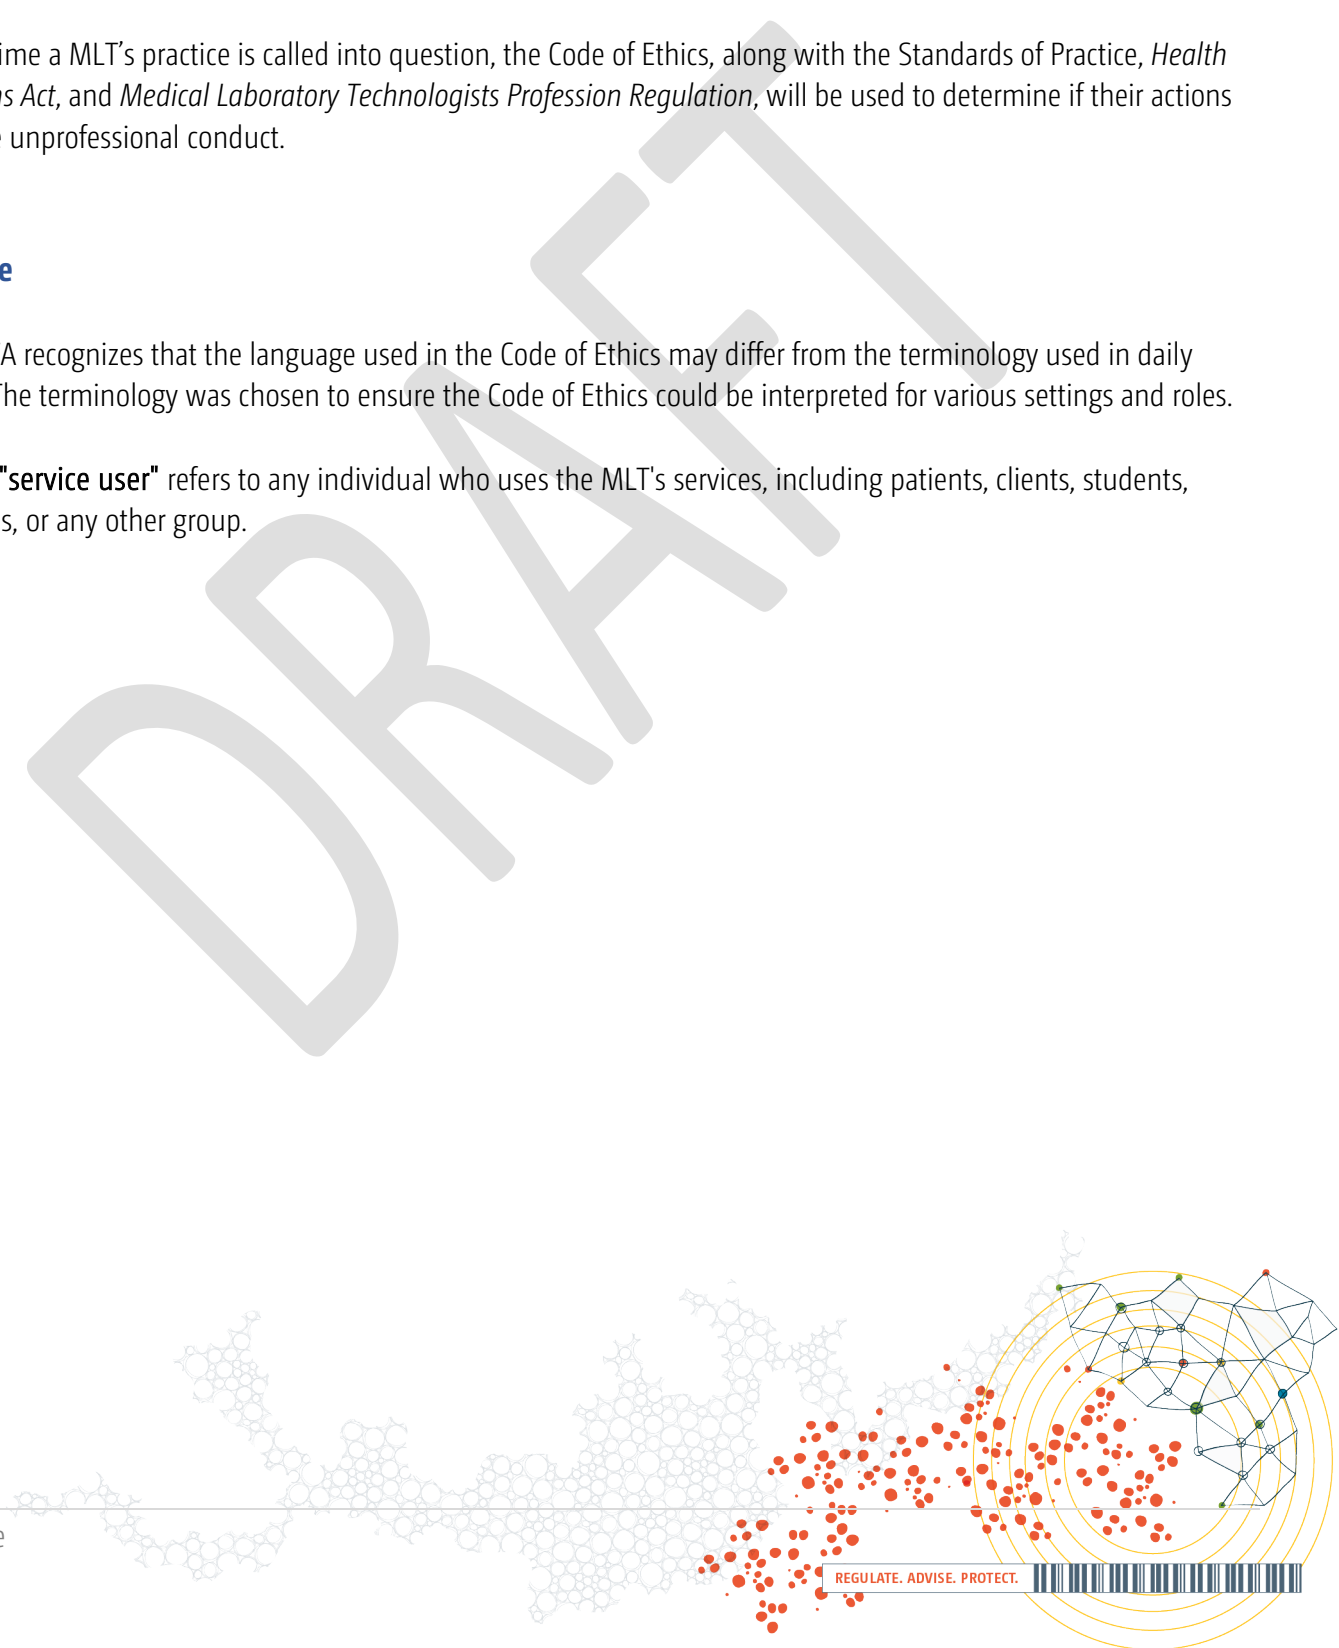 ime a MLT’s practice is called into question, the Code of Ethics, along with the Standards of Practice, Health
ns Act, and Medical Laboratory Technologists Profession Regulation, will be used to determine if their actions
e unprofessional conduct.
e
A recognizes that the language used in the Code of Ethics may differ from the terminology used in daily
The terminology was chosen to ensure the Code of Ethics could be interpreted for various settings and roles.
"service user" refers to any individual who uses the MLT's services, including patients, clients, students,
s, or any other group.
DRAFT
e
REGULATE. ADVISE. PROTECT.